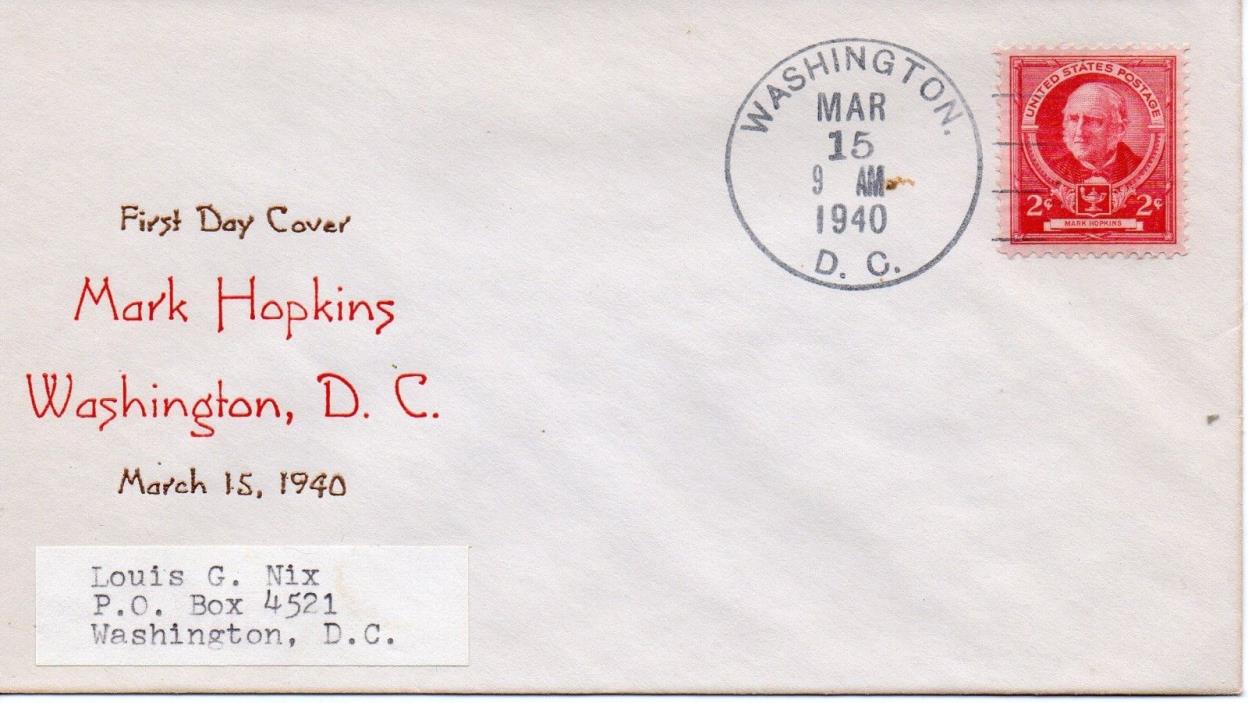 WASHINGTON.
MAR
15
9 AM
1940
D. C.
UNITED STATES POSTAGE
2¢ 2¢
MARK HOPKINS
First Day Cover
Mark Hopkins
Washington, D. C.
March 15, 1940
Louis G. Nix
P.O. Box 4521
Washington, D.C.